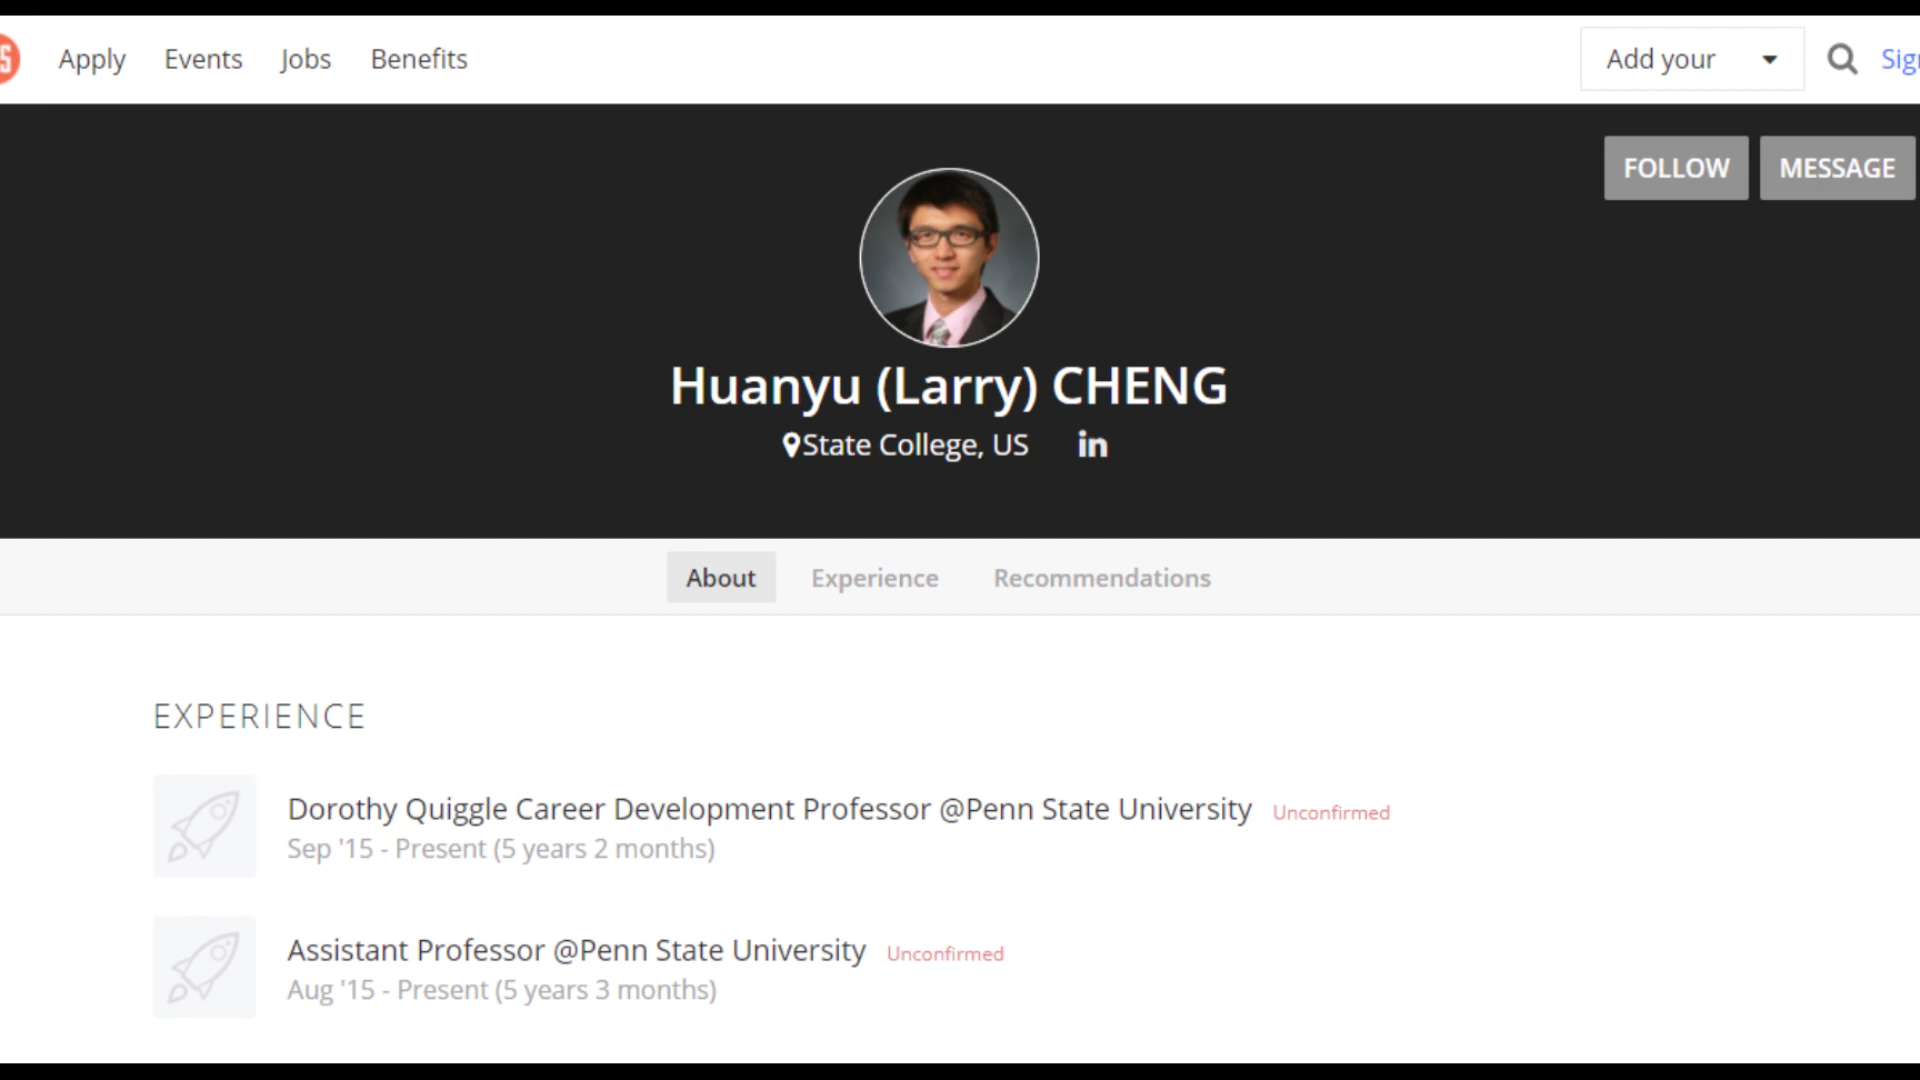 S Apply Events Jobs Benefits Add your
FOLLOW MESSAGE
Huanyu (Larry) CHENG
State College, US in
About Experience Recommendations
EXPERIENCE
Dorothy Quiggle Career Development Professor @Penn State University Unconfirmed
Sep '15 - Present (5 years 2 months)
Assistant Professor @Penn State University Unconfirmed
Aug '15 - Present (5 years 3 months)